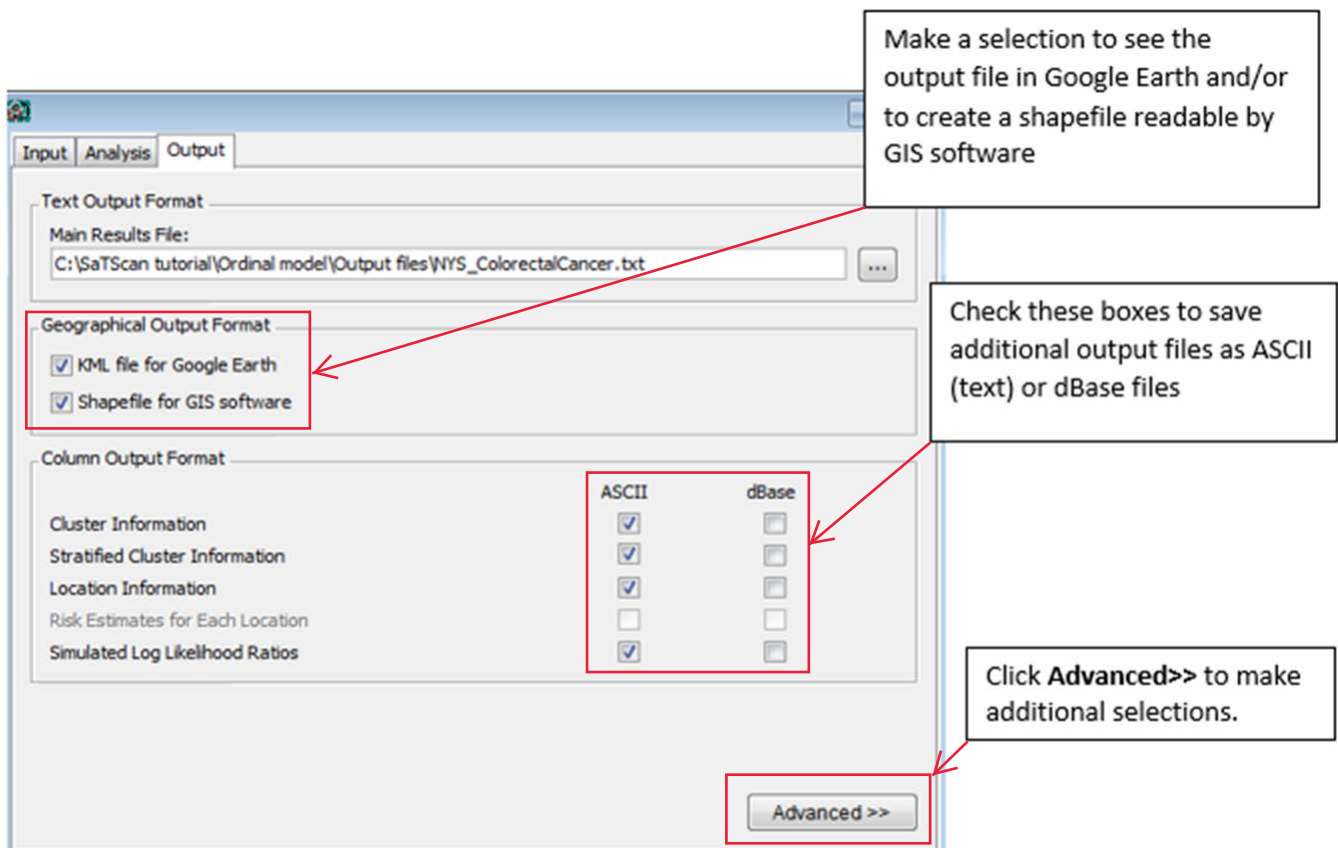 Make a selection to see the
output file in Google Earth and/or
to create a shapefile readable by
GIS software
Input Analysis Output
Text Output Format
Main Results File:
C:\SaTScan tutorial\Ordinal model\Output files\NYS_ColorectalCancer.txt
...
Geographical Output Format
KML file for Google Earth
Shapefile for GIS software
Check these boxes to save
additional output files as ASCII
(text) or dBase files
Column Output Format
ASCII dBase
Cluster Information
Stratified Cluster Information
Location Information
Risk Estimates for Each Location
Simulated Log Likelihood Ratios
Click Advanced>> to make
additional selections.
Advanced >>